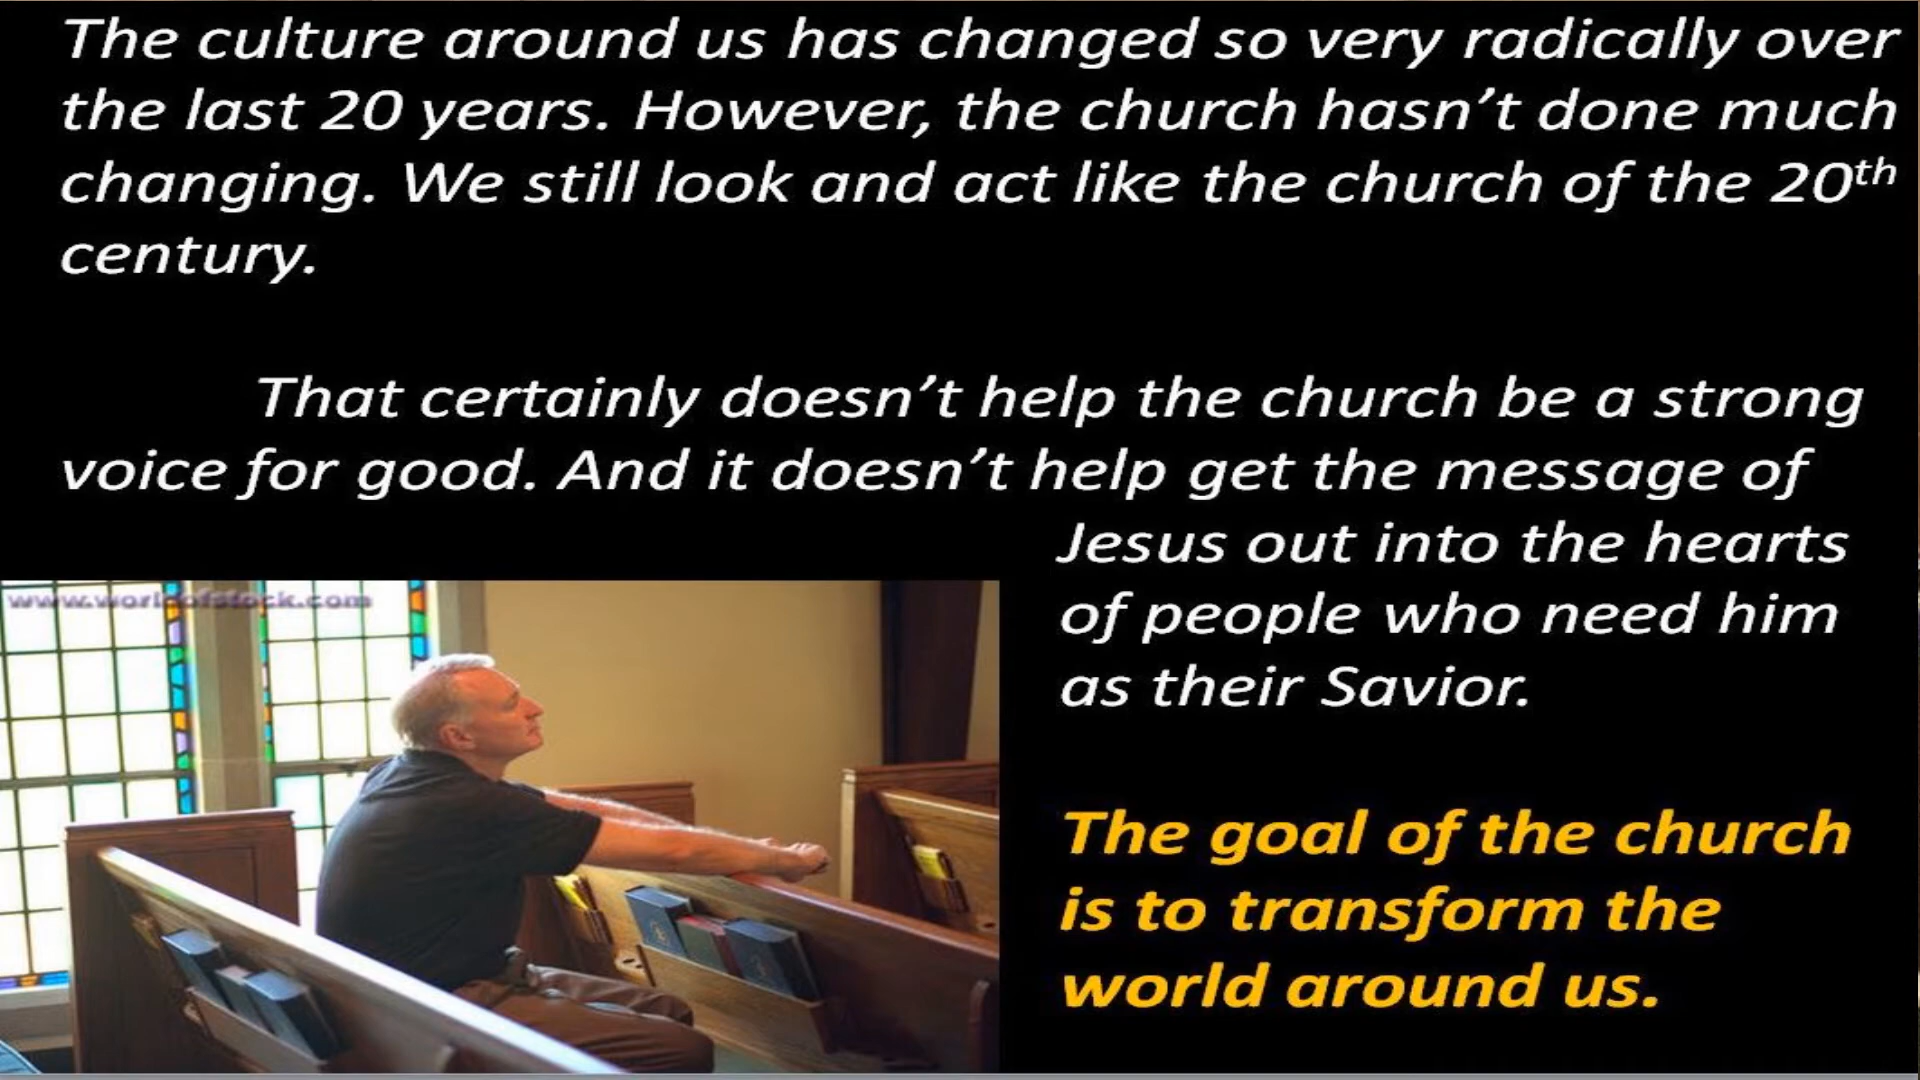 The culture around us has changed so very radically over
the last 20 years. However, the church hasn't done much
changing. We still look and act like the church of the 20th
century.
That certainly doesn't help the church be a strong
voice for good. And it doesn't help get the message of
Jesus out into the hearts
of people who need him
as their Savior.
www.worldofstock.com
The goal of the church
is to transform the
world around us.